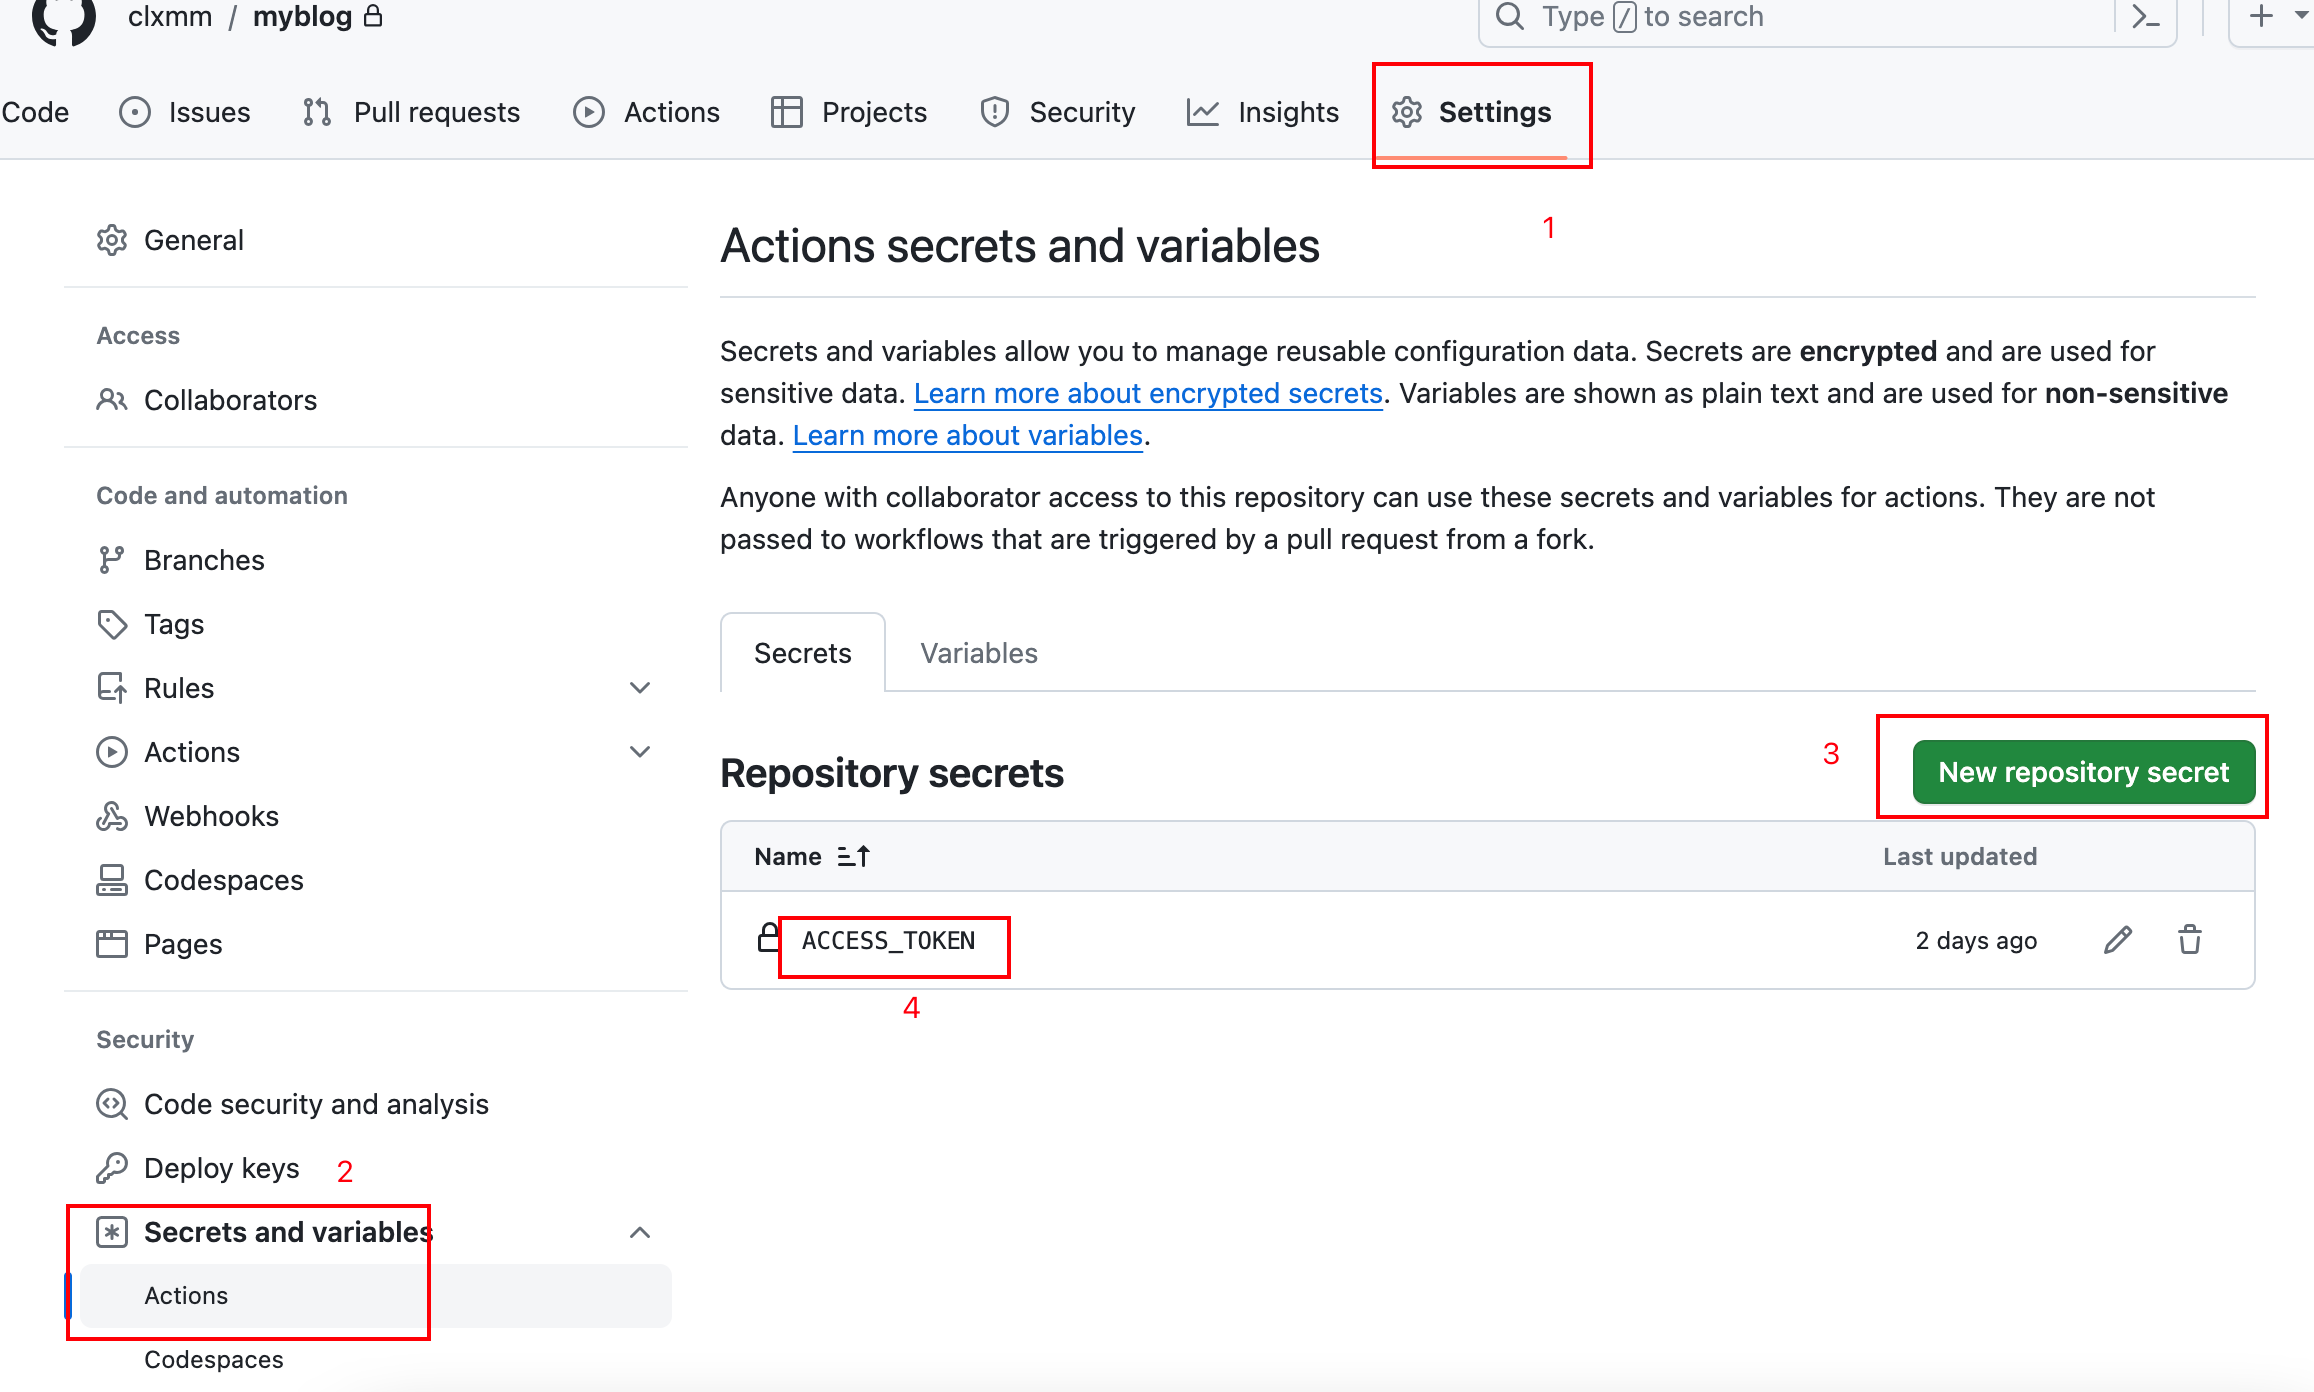 clxmm / myblog
Type / to search
Code Issues Pull requests Actions Projects Security Insights Settings
1
General
Access
Collaborators
Code and automation
Branches
Tags
Rules
Actions
Webhooks
Codespaces
Pages
Security
Code security and analysis
Deploy keys 2
Secrets and variables
Actions
Codespaces
Actions secrets and variables
Secrets and variables allow you to manage reusable configuration data. Secrets are encrypted and are used for
sensitive data. Learn more about encrypted secrets. Variables are shown as plain text and are used for non-sensitive
data. Learn more about variables.
Anyone with collaborator access to this repository can use these secrets and variables for actions. They are not
passed to workflows that are triggered by a pull request from a fork.
Secrets Variables
Repository secrets 3 New repository secret
Name Last updated
ACCESS_TOKEN 2 days ago
4